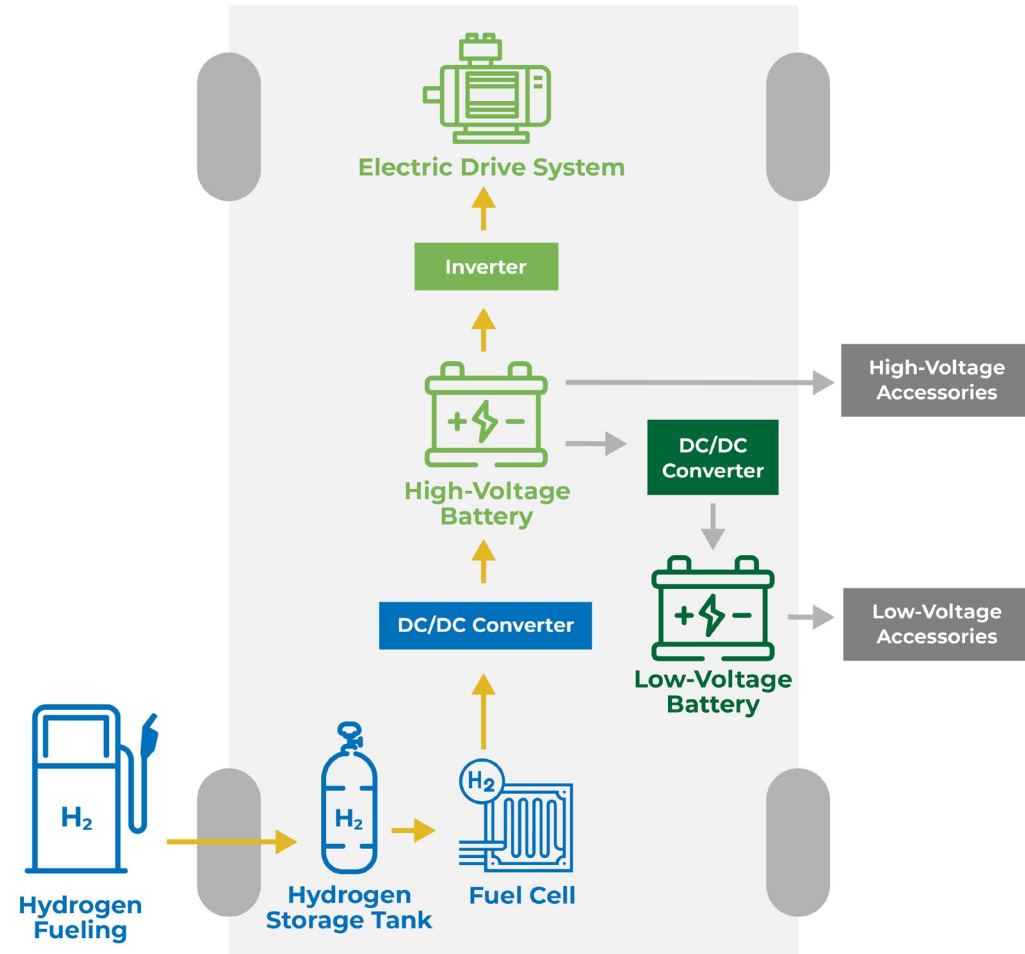 Electric Drive System
Inverter
High-Voltage
Accessories
+ −
DC/DC
Converter
High-Voltage
Battery
+ −
DC/DC Converter
Low-Voltage
Accessories
Low-Voltage
Battery
H₂
H₂
H₂
Hydrogen
Fueling
Hydrogen
Storage Tank
Fuel Cell